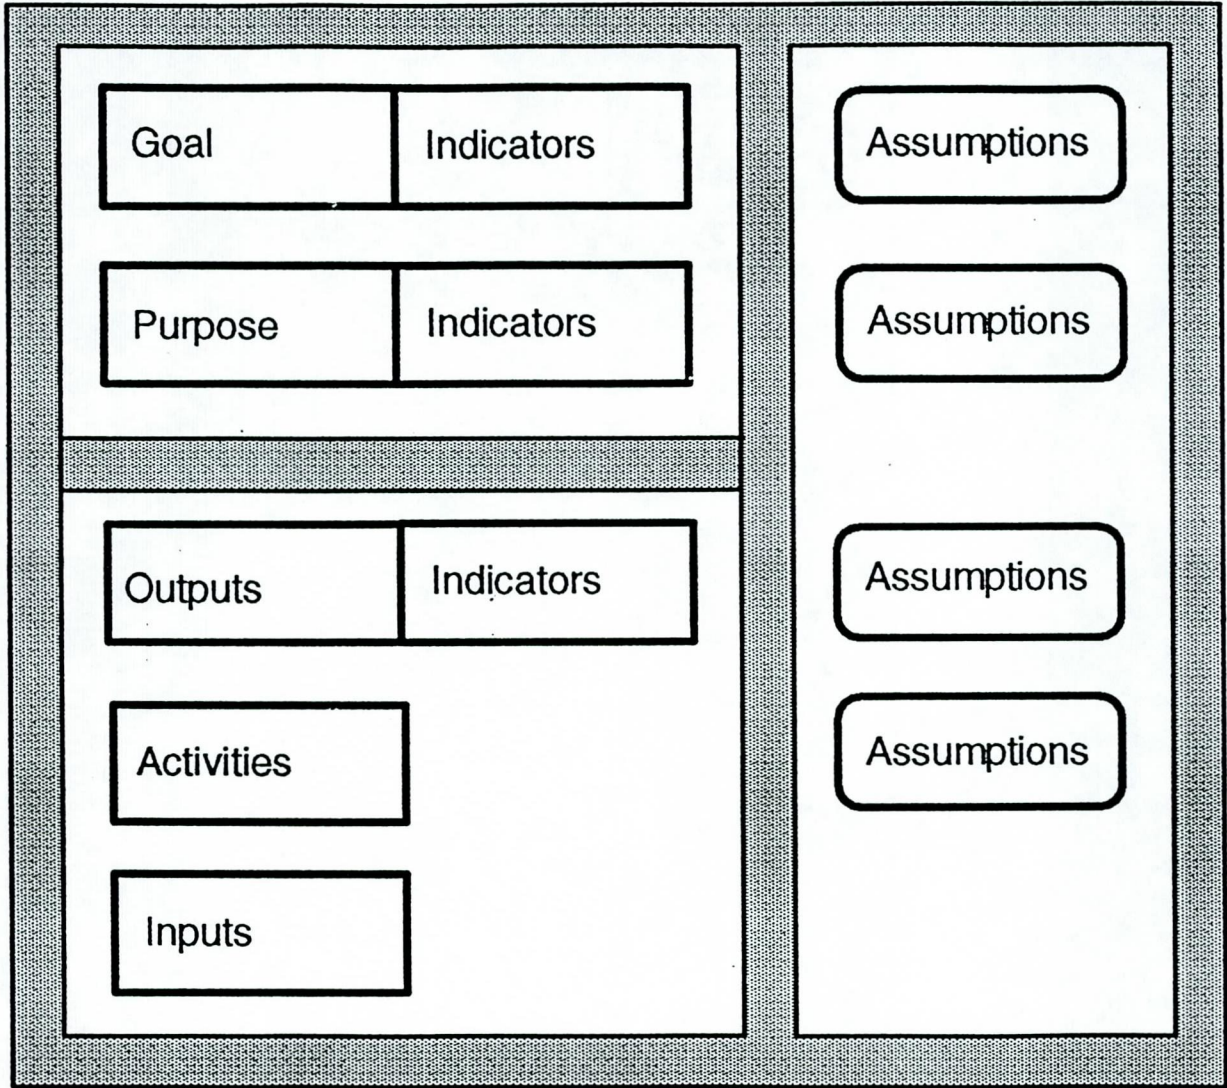 Goal Indicators Assumptions
Purpose Indicators Assumptions
Outputs Indicators Assumptions
Activities Assumptions
Inputs